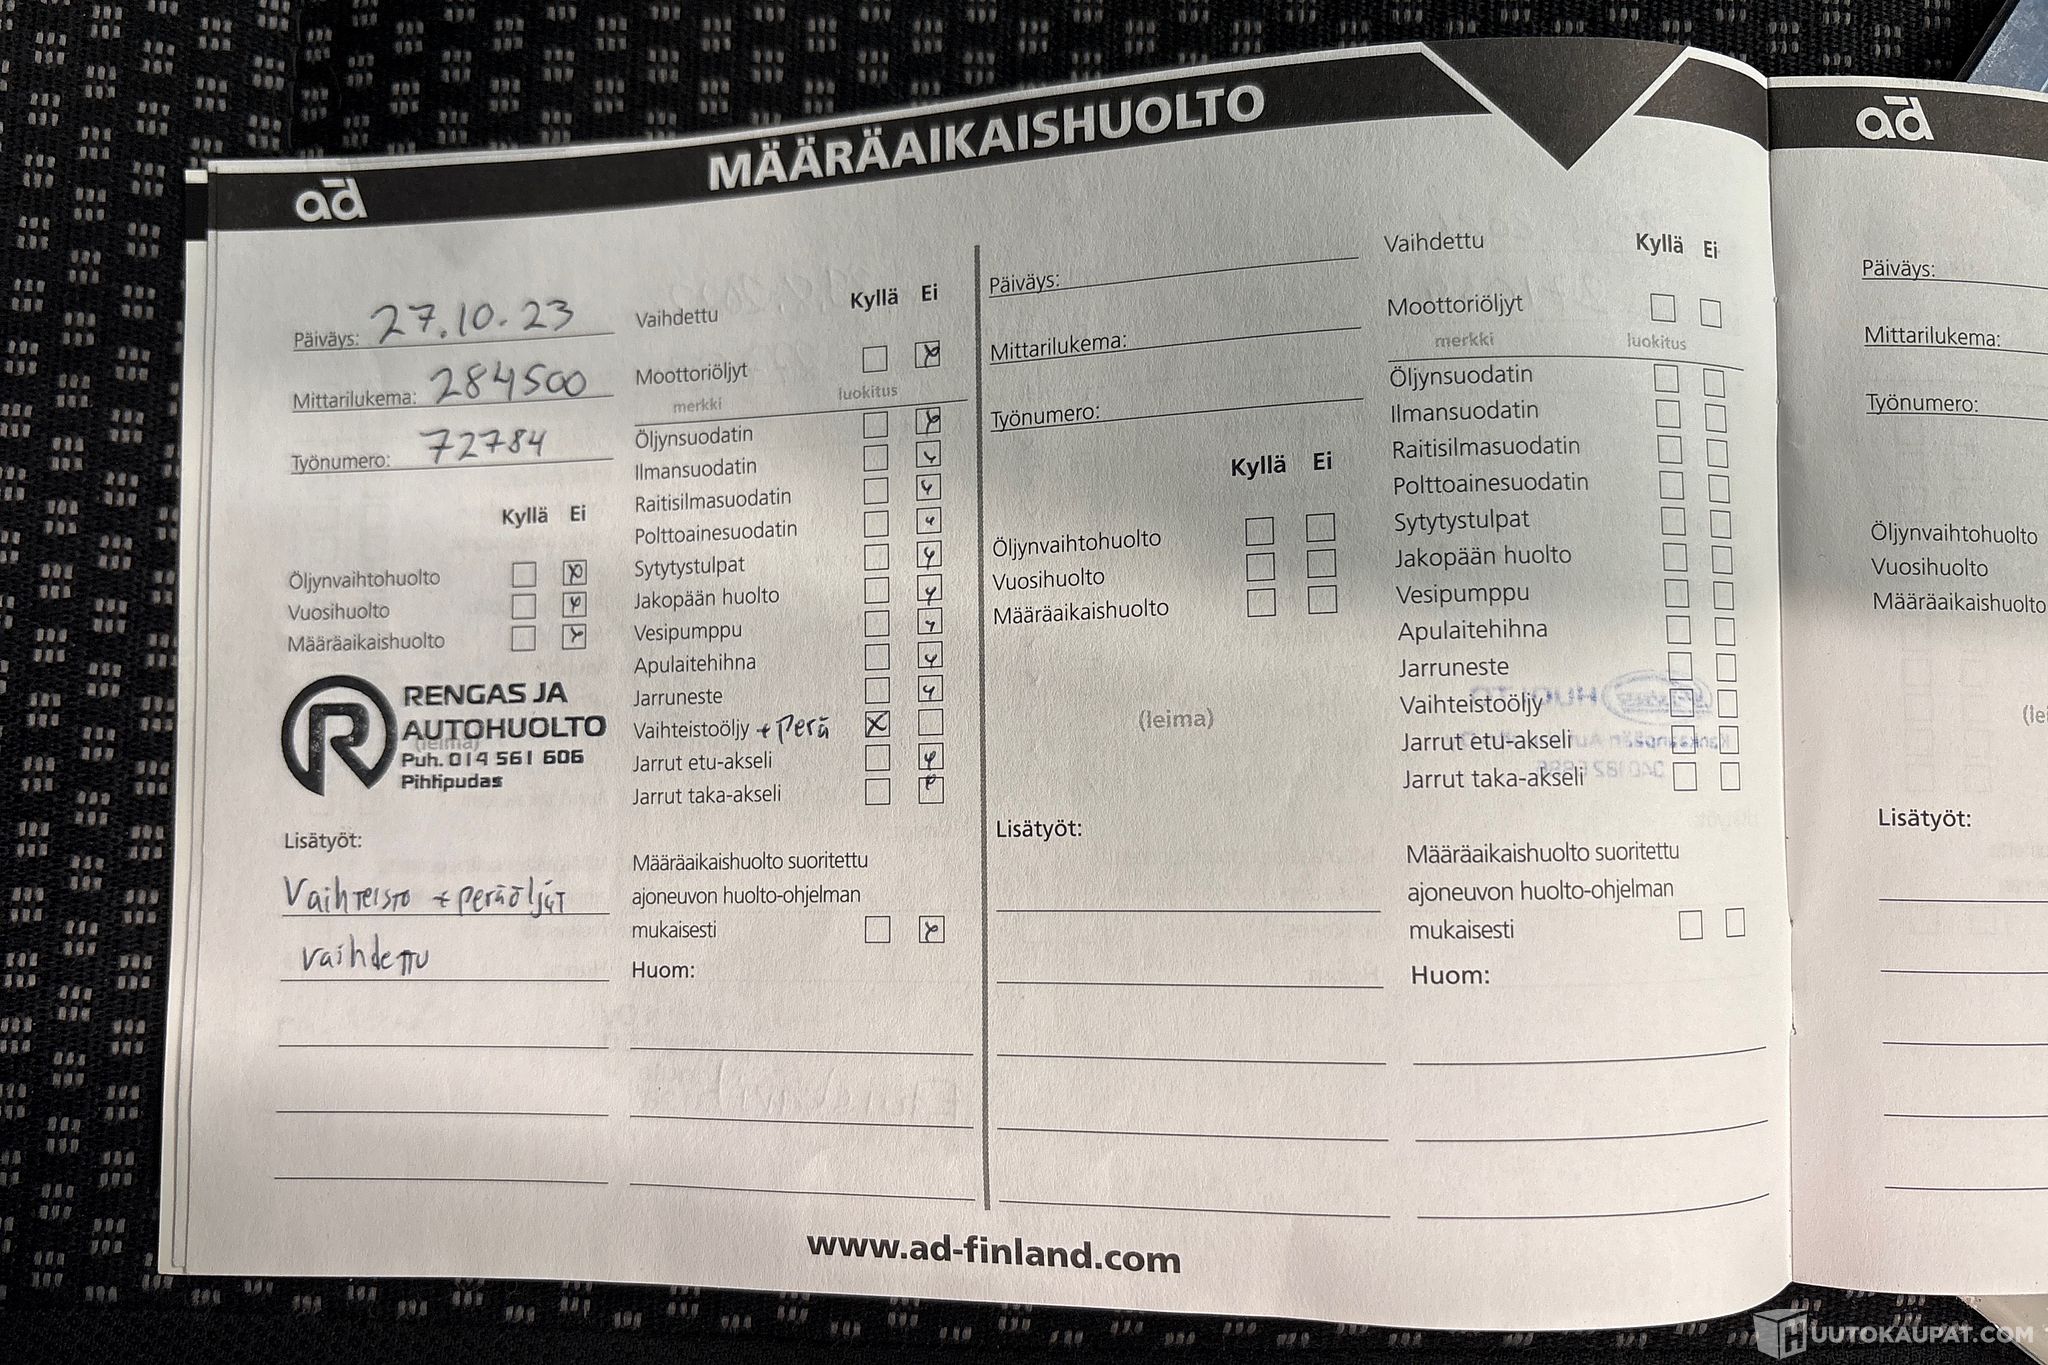 MÄÄRÄAIKAISHUOLTO
ad
Päiväys: 27.10.23
Mittarilukema: 284500
Työnumero: 72784
Kyllä Ei
Öljynvaihtohuolto
Vuosihuolto
Määräaikaishuolto
RENGAS JA
AUTOHUOLTO
(leima)
Puh. 014 561 606
Pihtipudas
Lisätyöt:
Vaihteisto + peräöljyt
vaihdettu
Vaihdettu Kyllä Ei
Moottoriöljyt
merkki luokitus
Öljynsuodatin
Ilmansuodatin
Raitisilmasuodatin
Polttoainesuodatin
Sytytystulpat
Jakopään huolto
Vesipumppu
Apulaitehihna
Jarruneste
Vaihteistoöljy + perä
Jarrut etu-akseli
Jarrut taka-akseli
Määräaikaishuolto suoritettu
ajoneuvon huolto-ohjelman
mukaisesti
Huom:
Päiväys:
Mittarilukema:
Työnumero:
Kyllä Ei
Öljynvaihtohuolto
Vuosihuolto
Määräaikaishuolto
(leima)
Lisätyöt:
Vaihdettu Kyllä Ei
Moottoriöljyt
merkki luokitus
Öljynsuodatin
Ilmansuodatin
Raitisilmasuodatin
Polttoainesuodatin
Sytytystulpat
Jakopään huolto
Vesipumppu
Apulaitehihna
Jarruneste
Vaihteistoöljy
Jarrut etu-akseli
Jarrut taka-akseli
Määräaikaishuolto suoritettu
ajoneuvon huolto-ohjelman
mukaisesti
Huom:
www.ad-finland.com
ad
Päiväys:
Mittarilukema:
Työnumero:
Öljynvaihtohuolto
Vuosihuolto
Määräaikaishuolto
Lisätyöt:
HUUTOKAUPAT.COM